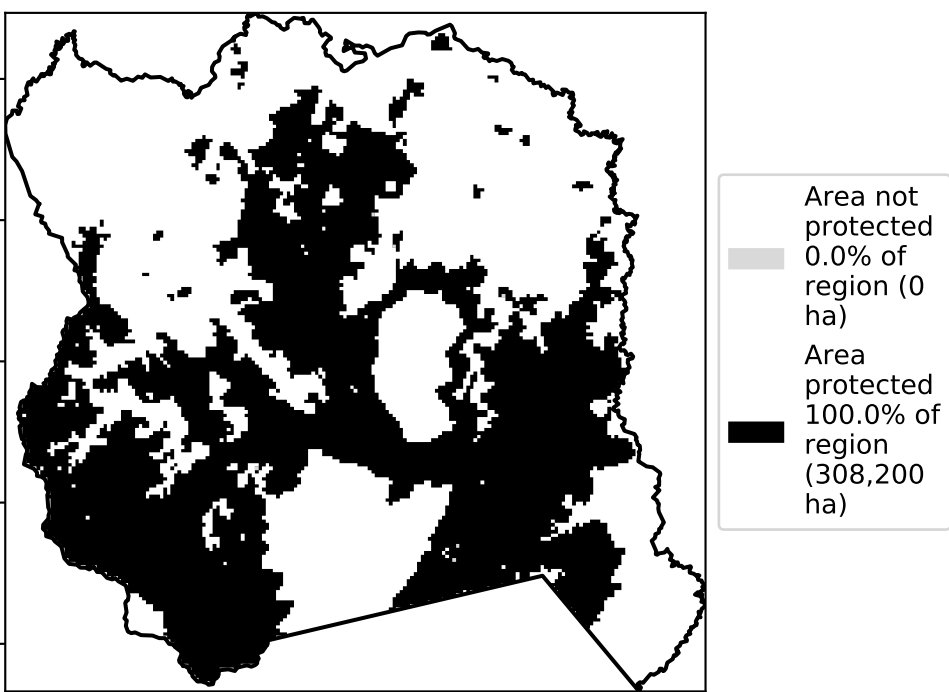 Area not
protected
0.0% of
region (0
ha)
Area
protected
100.0% of
region
(308,200
ha)